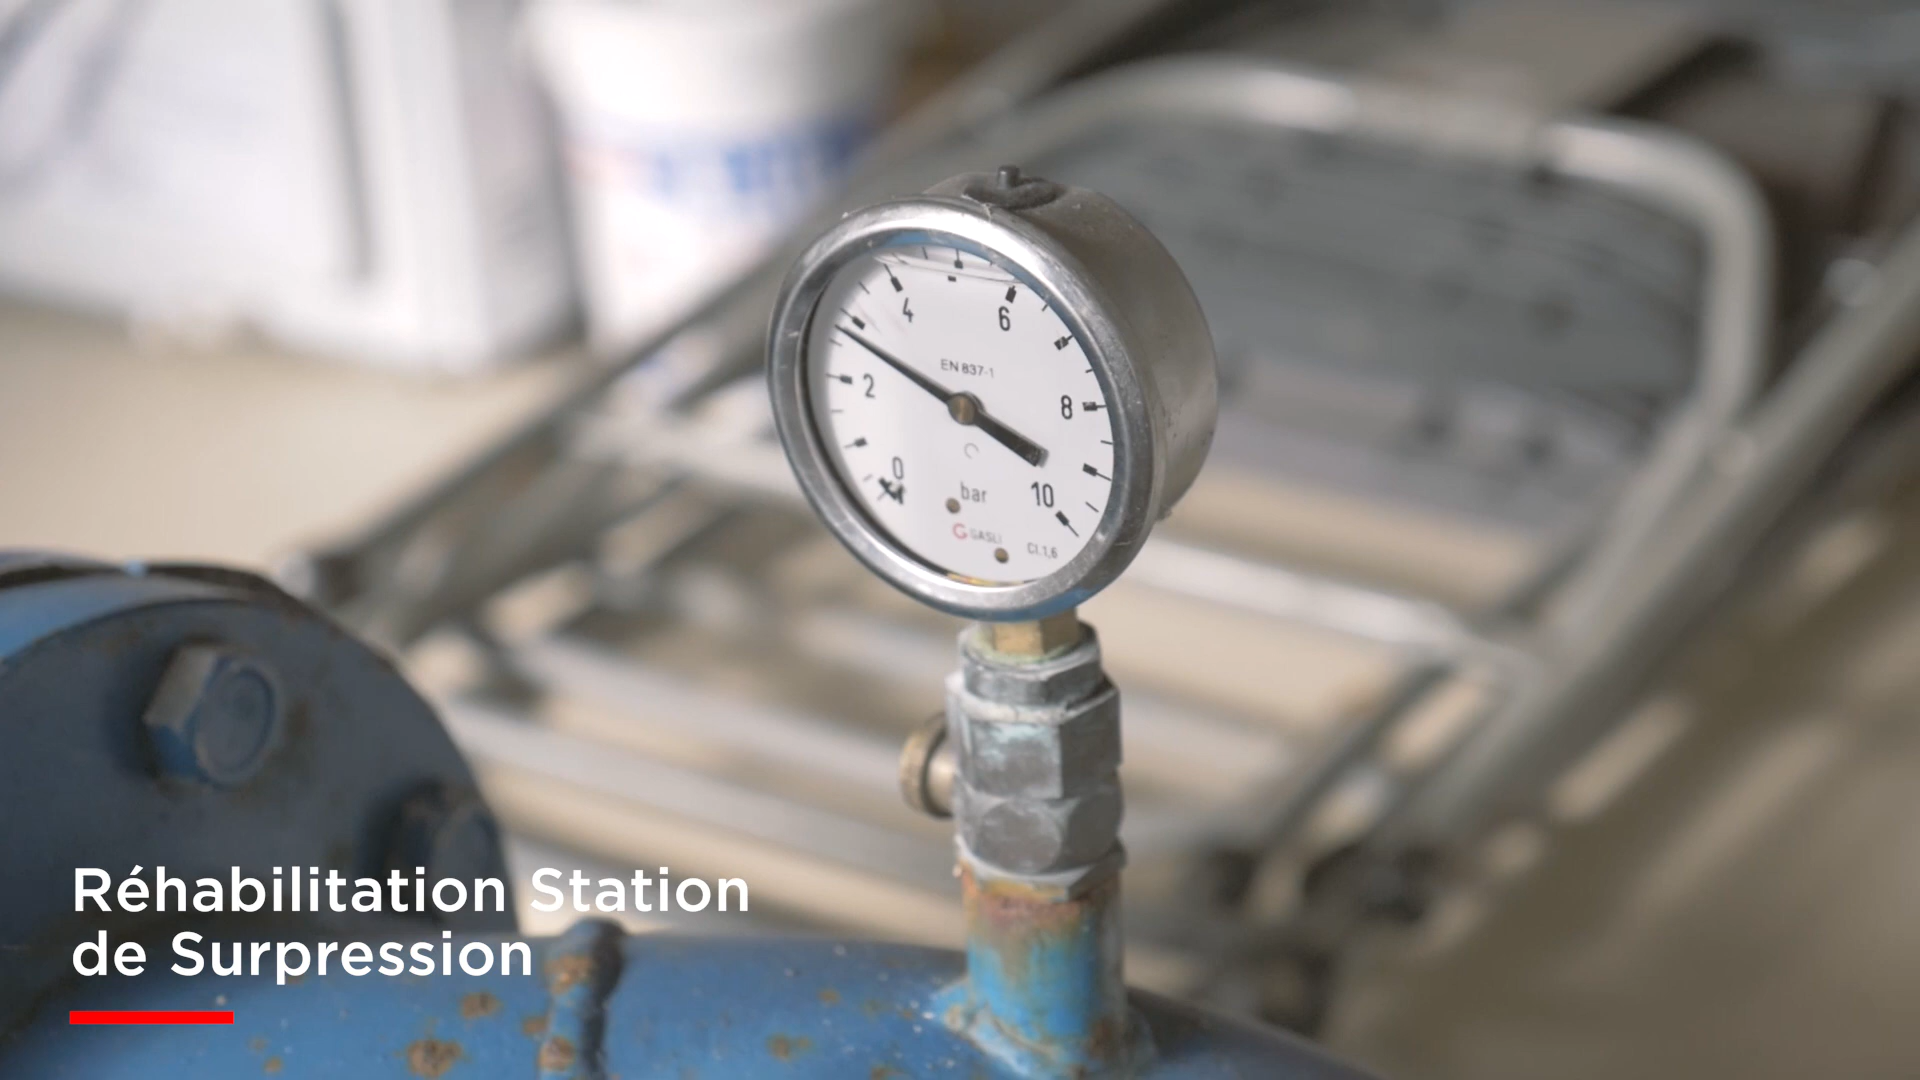 4
6
EN 837-1
2
8
0
bar
10
GASLI
Cl.1,6
Réhabilitation Station
de Surpression